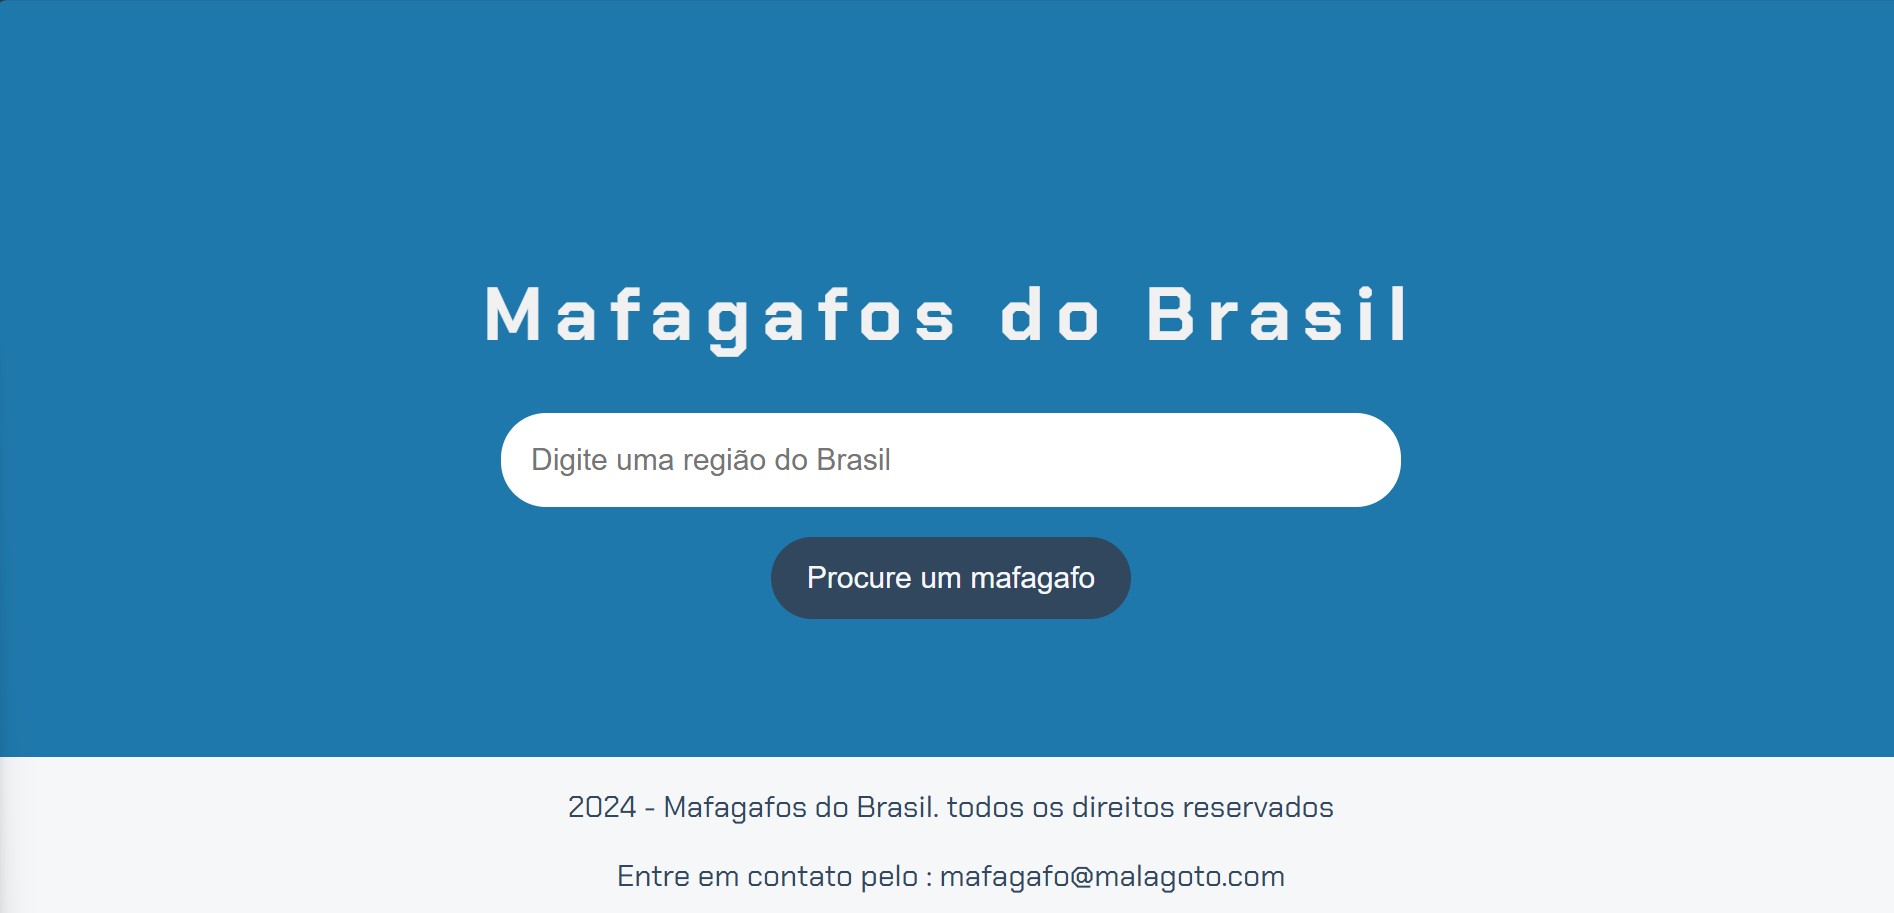 Mafagafos do Brasil
Digite uma região do Brasil
Procure um mafagafo
2024 - Mafagafos do Brasil. todos os direitos reservados
Entre em contato pelo : mafagafo@malagoto.com